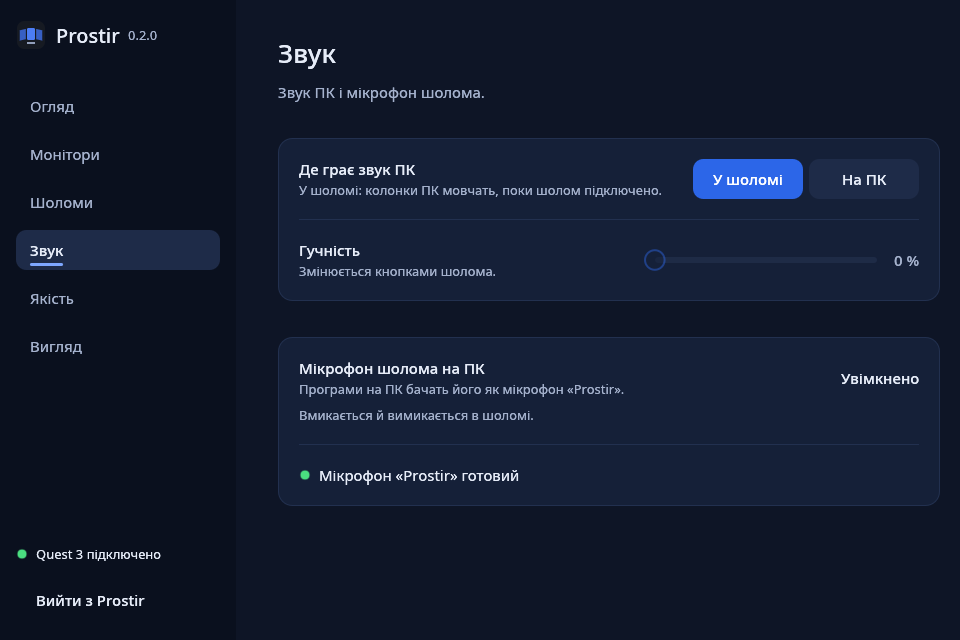 Prostir 0.2.0
Огляд
Монітори
Шоломи
Звук
Якість
Вигляд
Quest 3 підключено
Вийти з Prostir
Звук
Звук ПК і мікрофон шолома.
Де грає звук ПК
У шоломі: колонки ПК мовчать, поки шолом підключено.
У шоломі
На ПК
Гучність
Змінюється кнопками шолома.
0 %
Мікрофон шолома на ПК
Програми на ПК бачать його як мікрофон «Prostir».
Вмикається й вимикається в шоломі.
Увімкнено
Мікрофон «Prostir» готовий